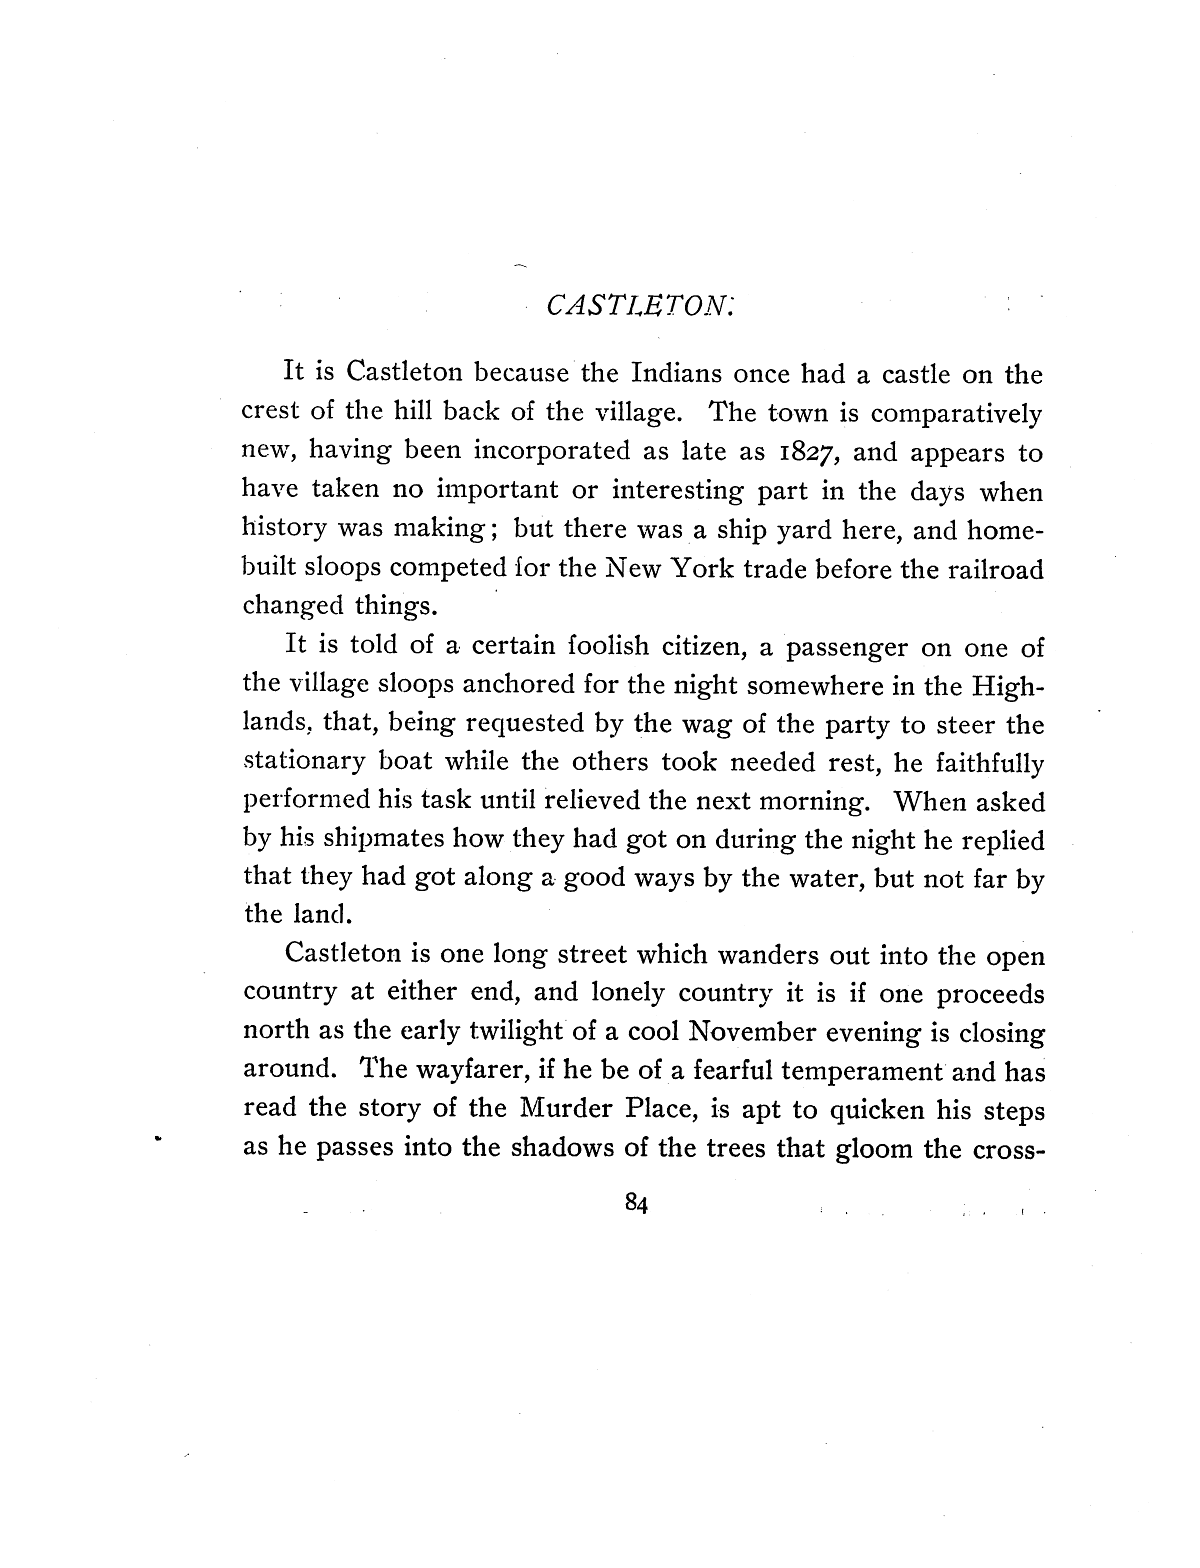 CASTLETON.
It is Castleton because the Indians once had a castle on the
crest of the hill back of the village. The town is comparatively
new, having been incorporated as late as 1827, and appears to
have taken no important or interesting part in the days when
history was making; but there was a ship yard here, and home-
built sloops competed for the New York trade before the railroad
changed things.
It is told of a certain foolish citizen, a passenger on one of
the village sloops anchored for the night somewhere in the High-
lands, that, being requested by the wag of the party to steer the
stationary boat while the others took needed rest, he faithfully
performed his task until relieved the next morning. When asked
by his shipmates how they had got on during the night he replied
that they had got along a good ways by the water, but not far by
the land.
Castleton is one long street which wanders out into the open
country at either end, and lonely country it is if one proceeds
north as the early twilight of a cool November evening is closing
around. The wayfarer, if he be of a fearful temperament and has
read the story of the Murder Place, is apt to quicken his steps
as he passes into the shadows of the trees that gloom the cross-
84